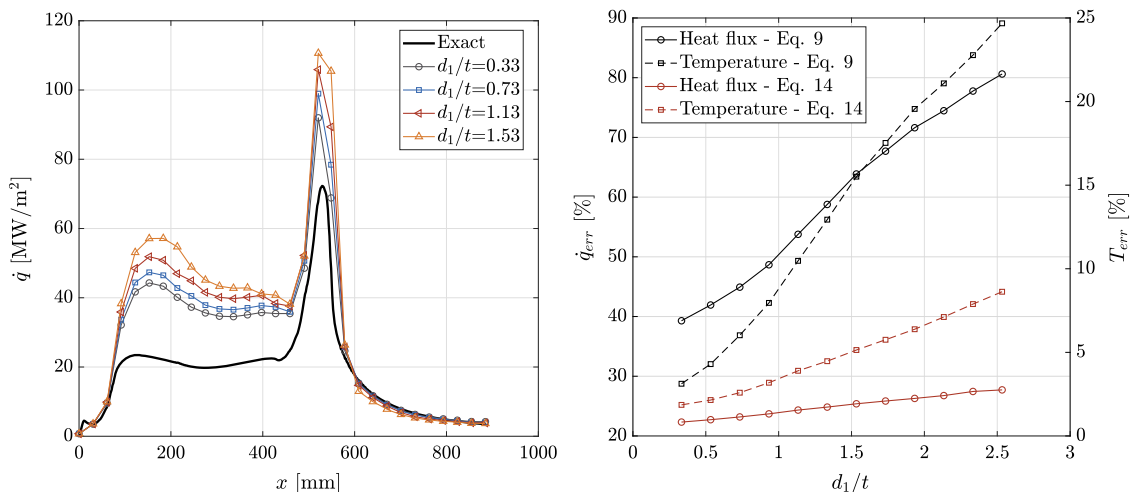 120
100
80
60
40
20
0
0
200
400
600
800
1000
q̇ [MW/m²]
x [mm]
Exact
d₁/t=0.33
d₁/t=0.73
d₁/t=1.13
d₁/t=1.53
90
80
70
60
50
40
30
20
0
0.5
1
1.5
2
2.5
3
25
20
15
10
5
0
q̇err [%]
d₁/t
Terr [%]
Heat flux - Eq. 9
Temperature - Eq. 9
Heat flux - Eq. 14
Temperature - Eq. 14